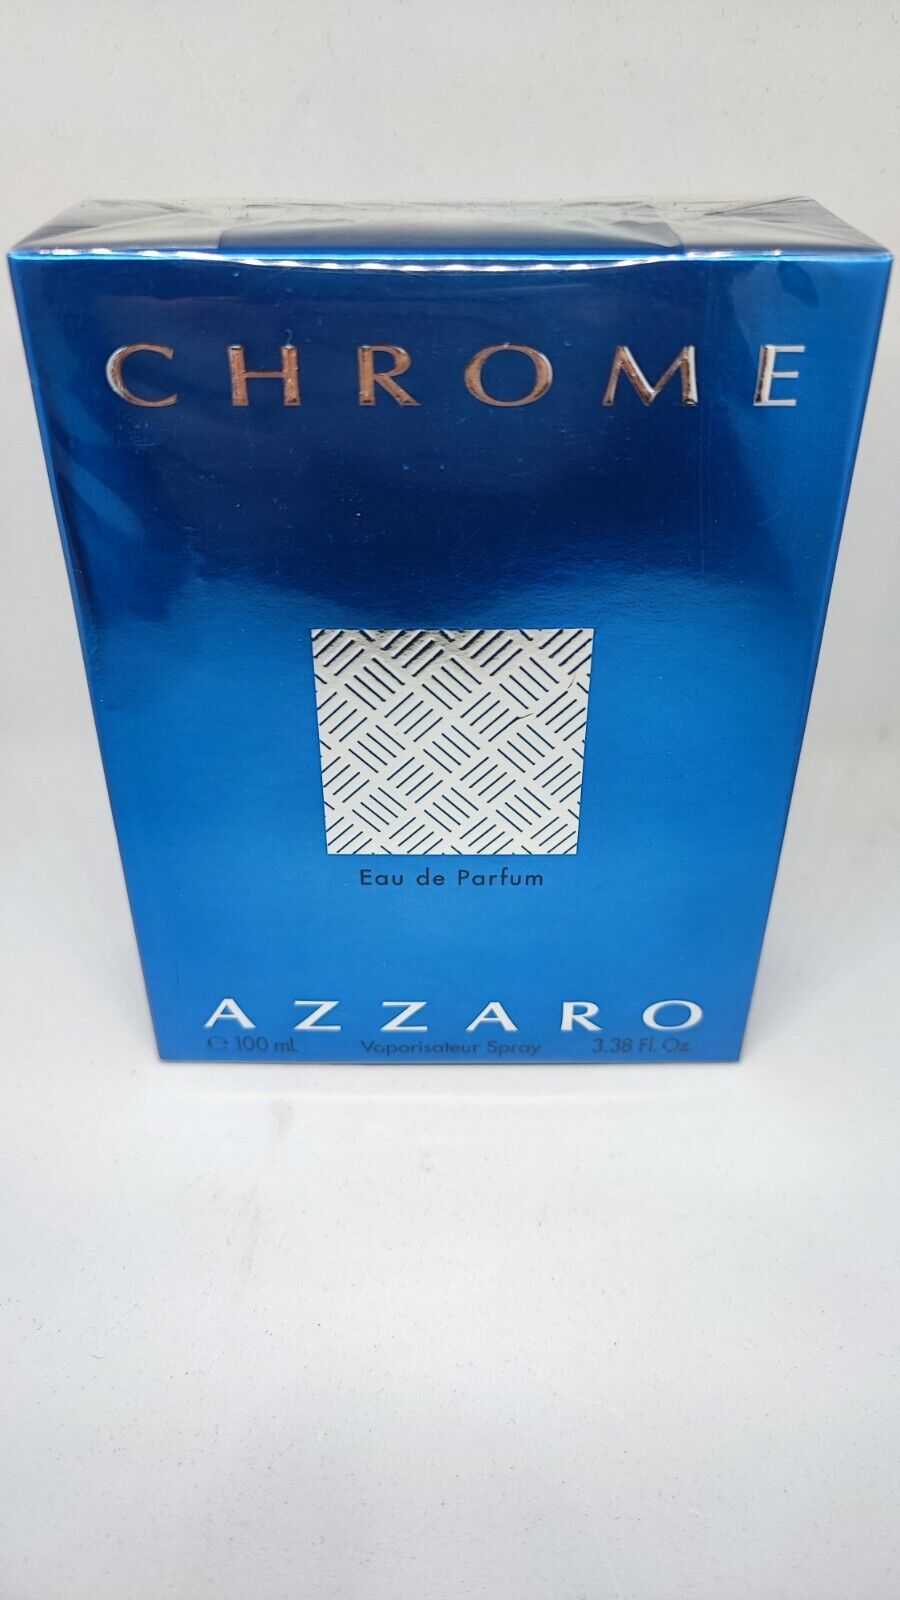 CHROME
Eau de Parfum
AZZARO
℮ 100 mL Vaporisateur Spray 3.38 Fl. Oz.